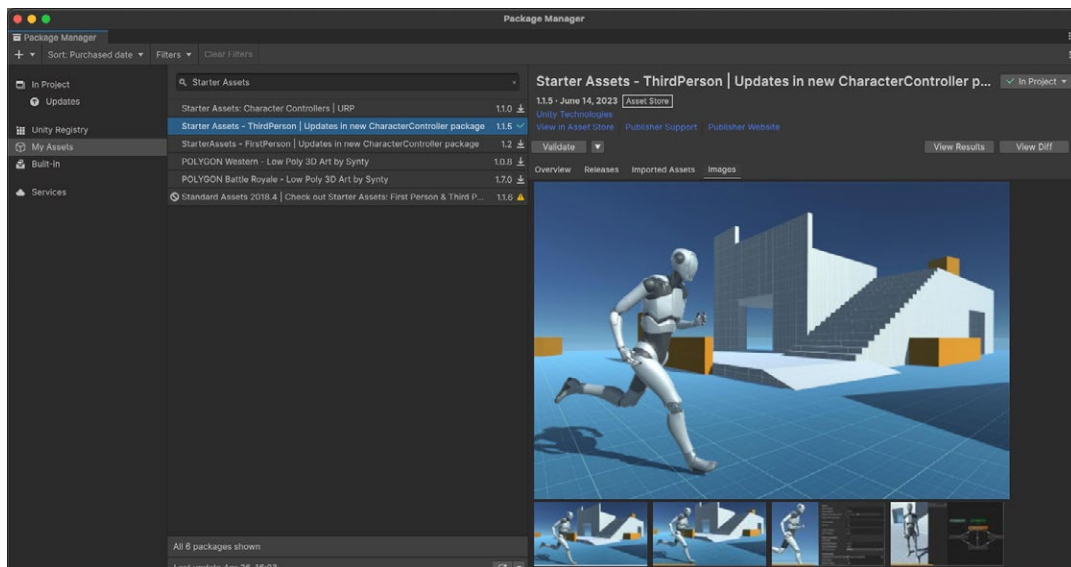 Package Manager
Package Manager
+ Sort: Purchased date Filters Clear Filters
In Project
Updates
Unity Registry
My Assets
Built-in
Services
Starter Assets
Starter Assets: Character Controllers | URP 1.1.0
Starter Assets - ThirdPerson | Updates in new CharacterController package 1.1.5
StarterAssets - FirstPerson | Updates in new CharacterController package 1.2
POLYGON Western - Low Poly 3D Art by Synty 1.0.8
POLYGON Battle Royale - Low Poly 3D Art by Synty 1.7.0
Standard Assets 2018.4 | Check out Starter Assets: First Person & Third P... 1.1.6
All 6 packages shown
Last update Apr 26, 16:03
Starter Assets - ThirdPerson | Updates in new CharacterController p... In Project
1.1.5 · June 14, 2023 Asset Store
Unity Technologies
View in Asset Store Publisher Support Publisher Website
Validate View Results View Diff
Overview Releases Imported Assets Images